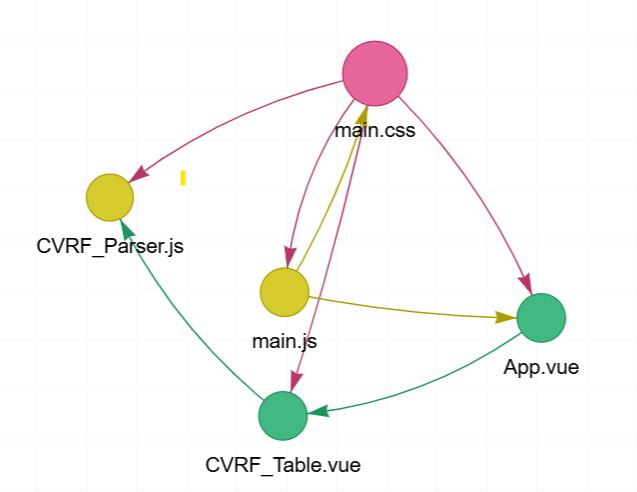 main.css
CVRF_Parser.js
main.js
App.vue
CVRF_Table.vue